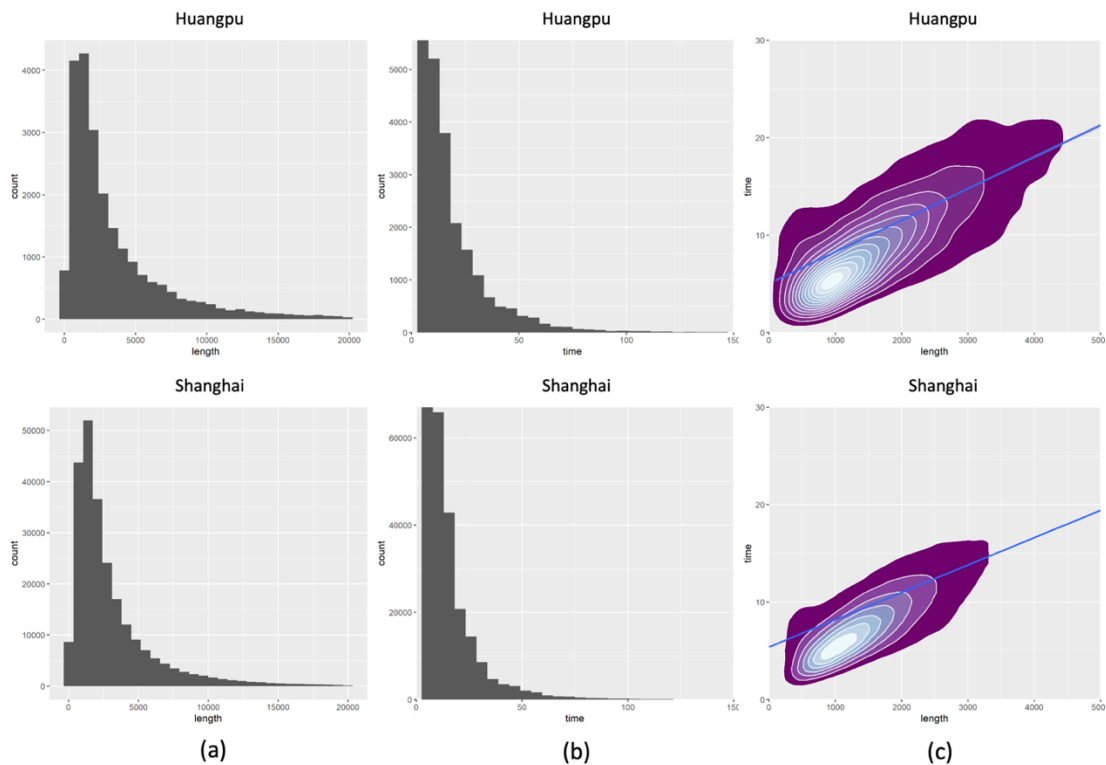 Huangpu
Huangpu
Huangpu
4000
3000
2000
1000
0
count
0
5000
10000
15000
20000
length
5000
4000
3000
2000
1000
0
count
0
50
100
150
time
30
20
10
0
time
0
1000
2000
3000
4000
500
length
Shanghai
Shanghai
Shanghai
50000
40000
30000
20000
10000
0
count
0
5000
10000
15000
20000
length
60000
40000
20000
0
count
0
50
100
150
time
30
20
10
0
time
0
1000
2000
3000
4000
500
length
(a)
(b)
(c)